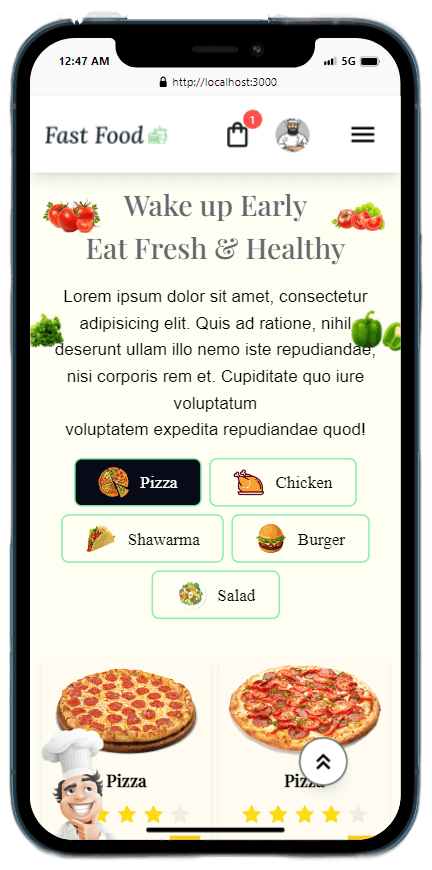 12:47 AM
5G
http://localhost:3000
Fast Food
1
Wake up Early
Eat Fresh & Healthy
Lorem ipsum dolor sit amet, consectetur
adipisicing elit. Quis ad ratione, nihil
deserunt ullam illo nemo iste repudiandae,
nisi corporis rem et. Cupiditate quo iure
voluptatum
voluptatem expedita repudiandae quod!
Pizza
Chicken
Shawarma
Burger
Salad
Pizza
Pizza